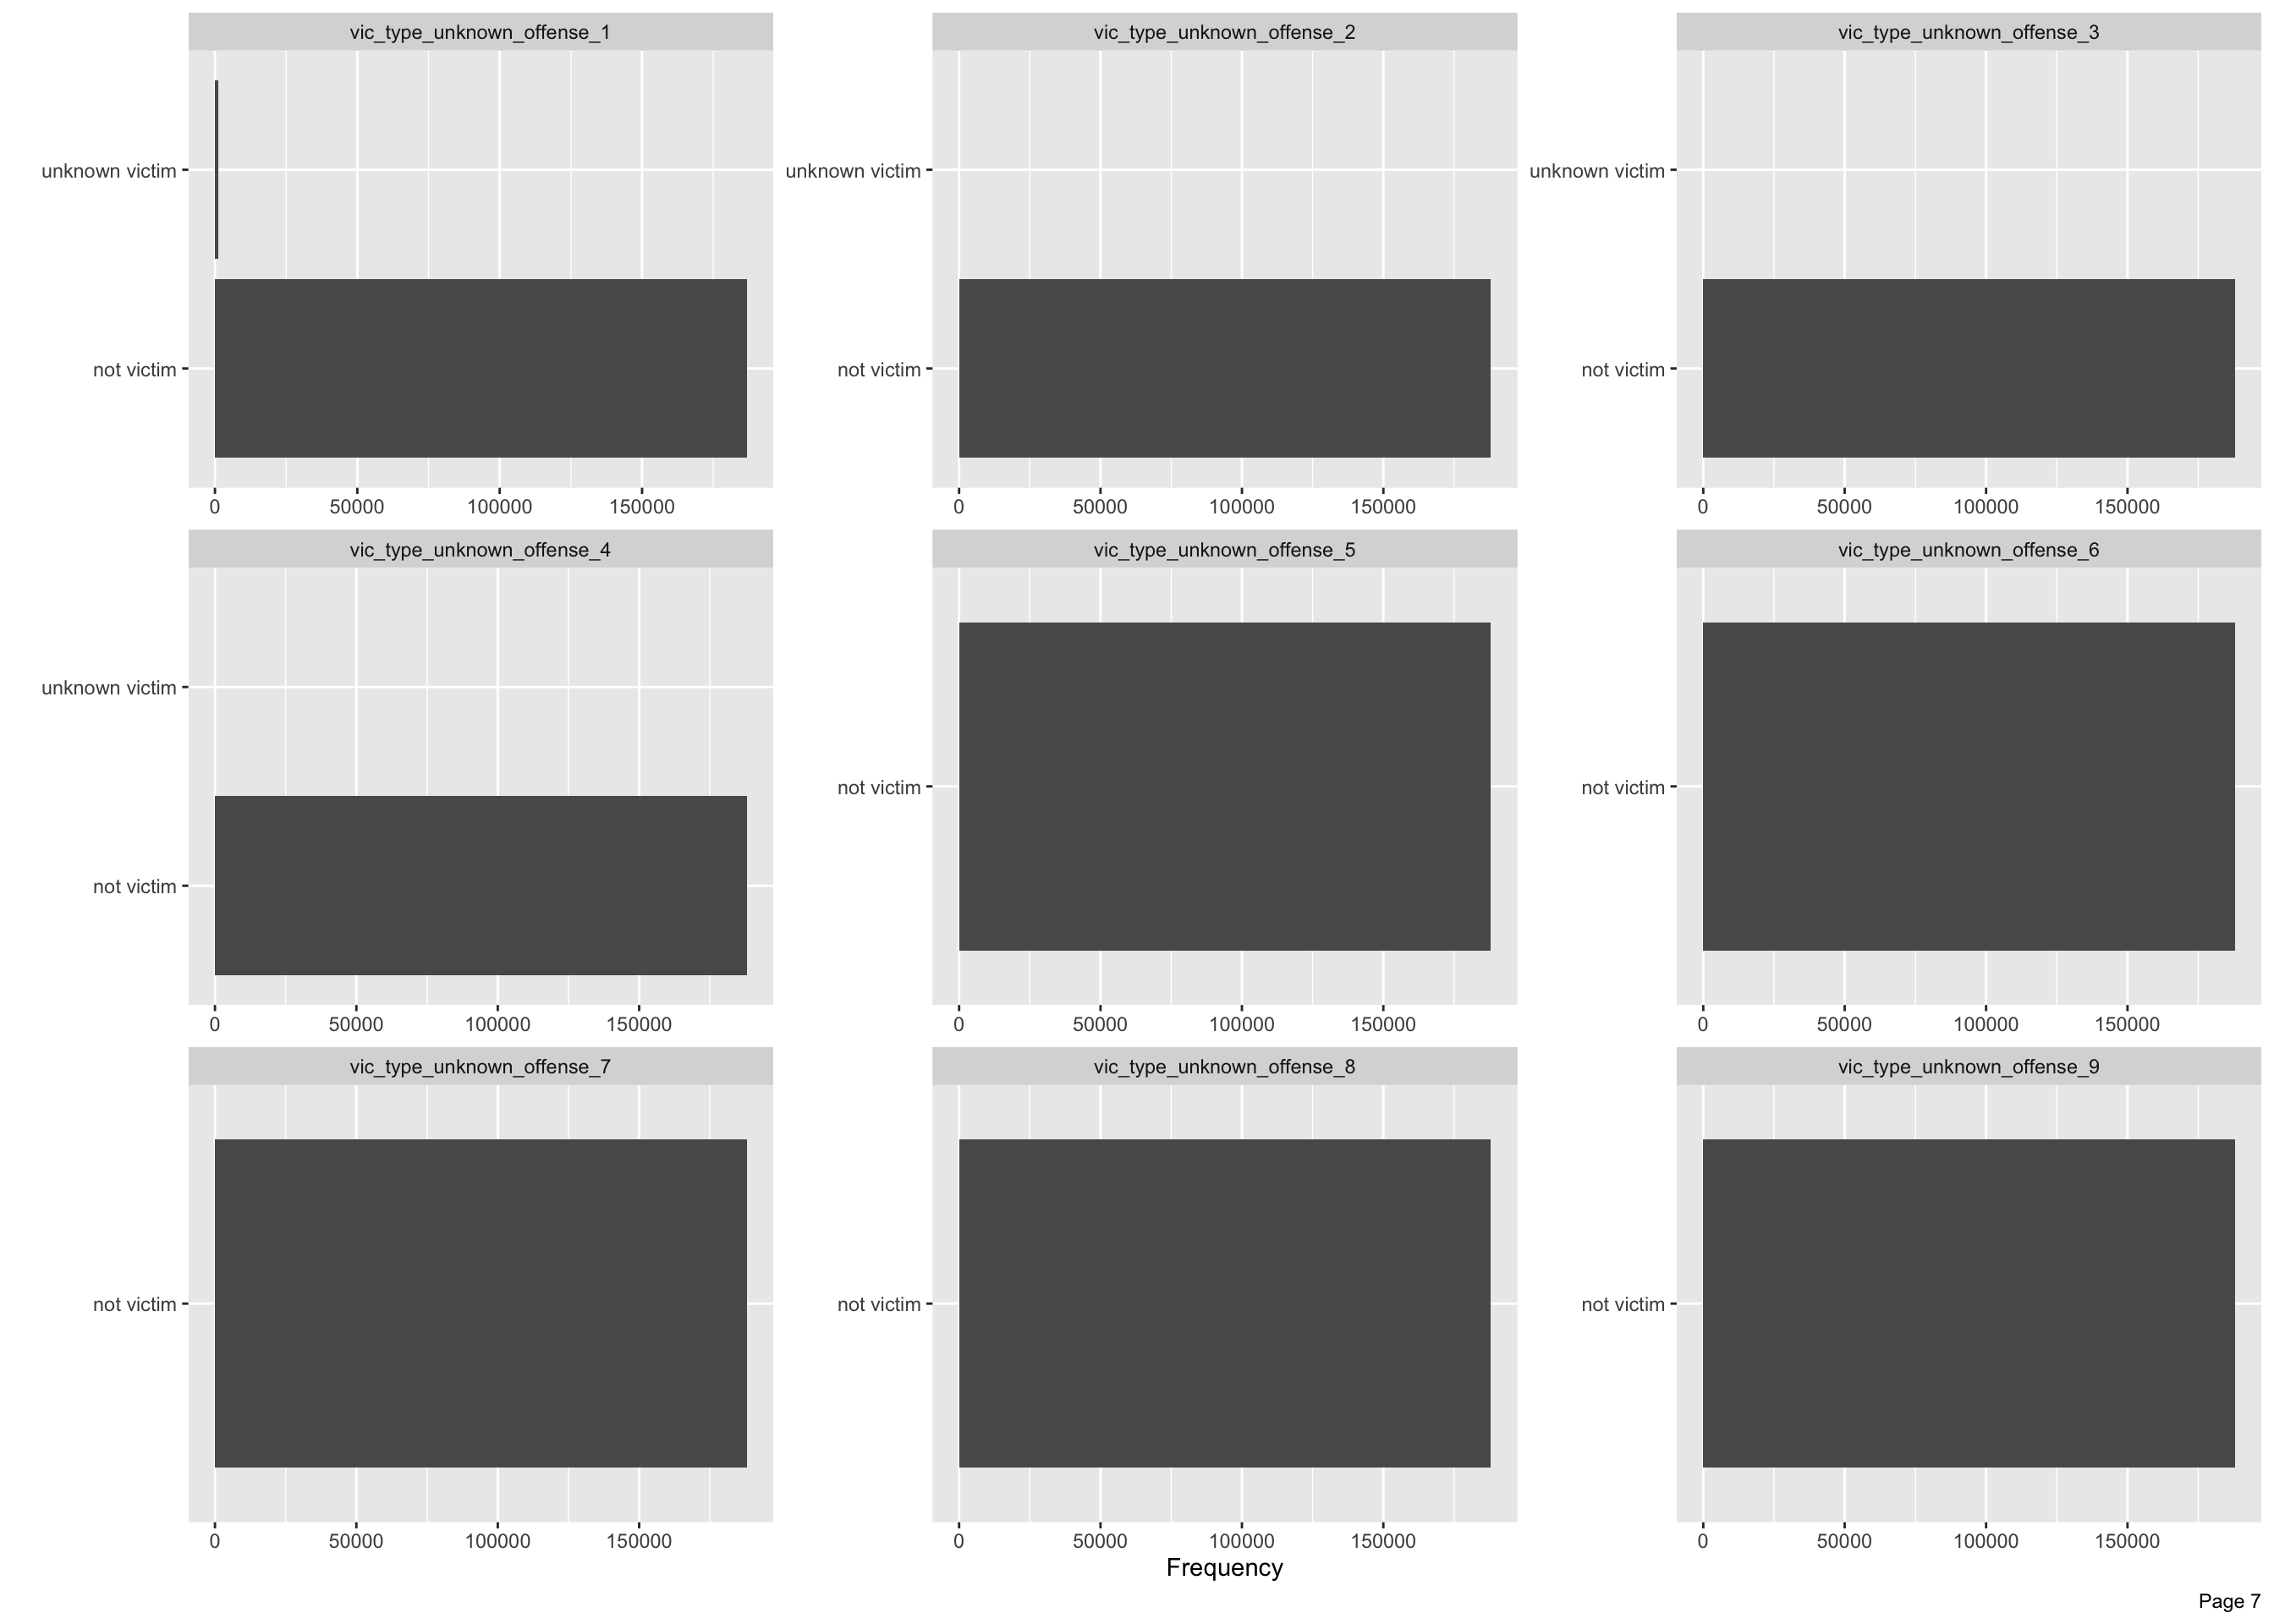 vic_type_unknown_offense_1
vic_type_unknown_offense_2
vic_type_unknown_offense_3
unknown victim
unknown victim
unknown victim
not victim
not victim
not victim
0 50000 100000 150000
0 50000 100000 150000
0 50000 100000 150000
vic_type_unknown_offense_4
vic_type_unknown_offense_5
vic_type_unknown_offense_6
unknown victim
not victim
not victim
not victim
0 50000 100000 150000
0 50000 100000 150000
0 50000 100000 150000
vic_type_unknown_offense_7
vic_type_unknown_offense_8
vic_type_unknown_offense_9
not victim
not victim
not victim
0 50000 100000 150000
0 50000 100000 150000
0 50000 100000 150000
Frequency
Page 7